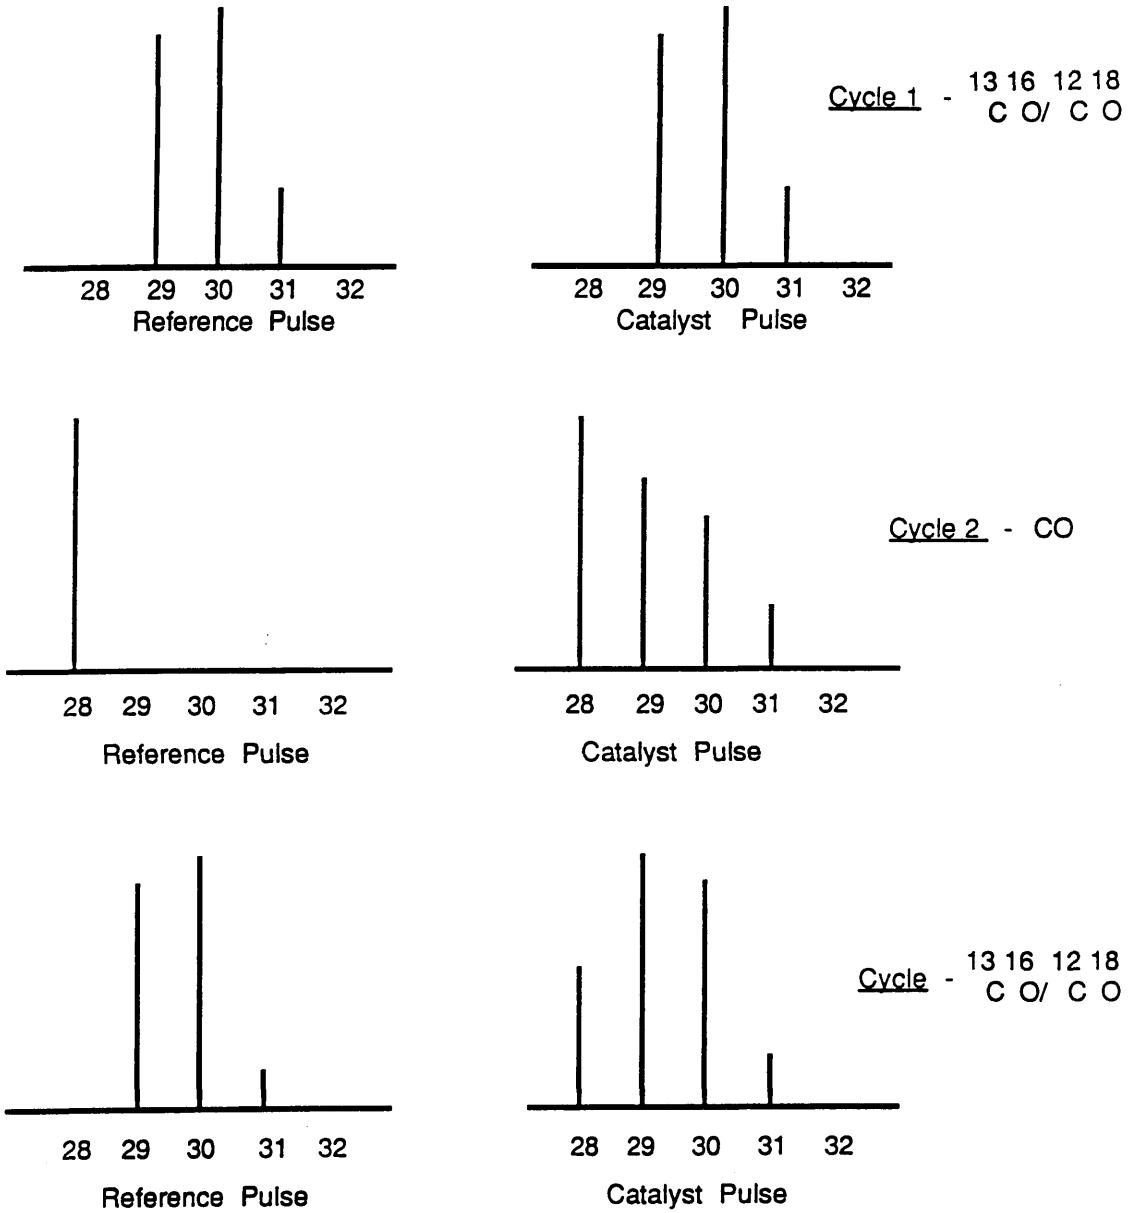 13 16 12 18
Cycle 1 - C O/ C O
28 29 30 31 32
Reference Pulse
28 29 30 31 32
Catalyst Pulse
Cycle 2 - CO
28 29 30 31 32
Reference Pulse
28 29 30 31 32
Catalyst Pulse
13 16 12 18
Cycle - C O/ C O
28 29 30 31 32
Reference Pulse
28 29 30 31 32
Catalyst Pulse